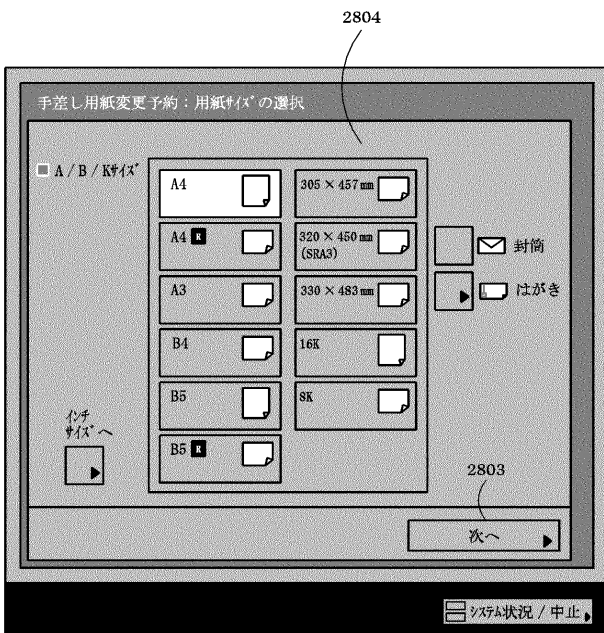 2804
手差し用紙変更予約：用紙ｻｲｽﾞの選択
A / B / Kｻｲｽﾞ
A4
305 × 457 mm
A4 R
320 × 450 mm
(SRA3)
封筒
A3
330 × 483 mm
はがき
B4
16K
B5
8K
ｲﾝﾁ
ｻｲｽﾞへ
B5 R
2803
次へ
ｼｽﾃﾑ状況 / 中止